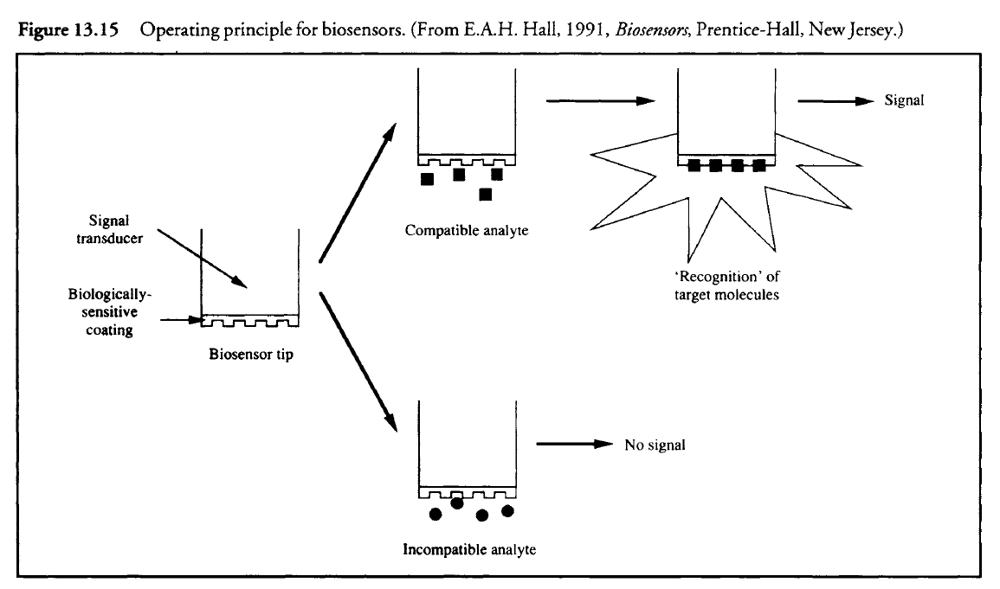 Figure 13.15 Operating principle for biosensors. (From E.A.H. Hall, 1991, Biosensors, Prentice-Hall, New Jersey.)
Signal
Compatible analyte
'Recognition' of
target molecules
Signal
transducer
Biologically-
sensitive
coating
Biosensor tip
No signal
Incompatible analyte